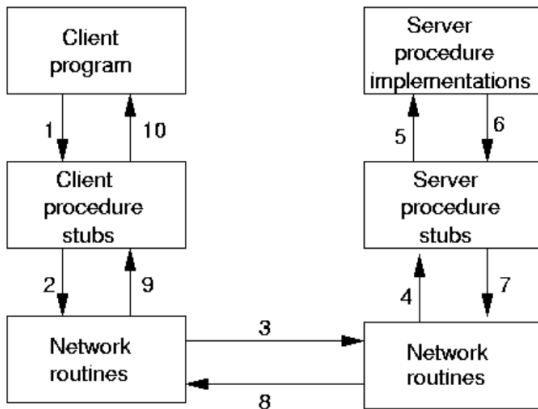 Client
program
Server
procedure
implementations
1
10
5
6
Client
procedure
stubs
Server
procedure
stubs
2
9
4
7
3
Network
routines
Network
routines
8